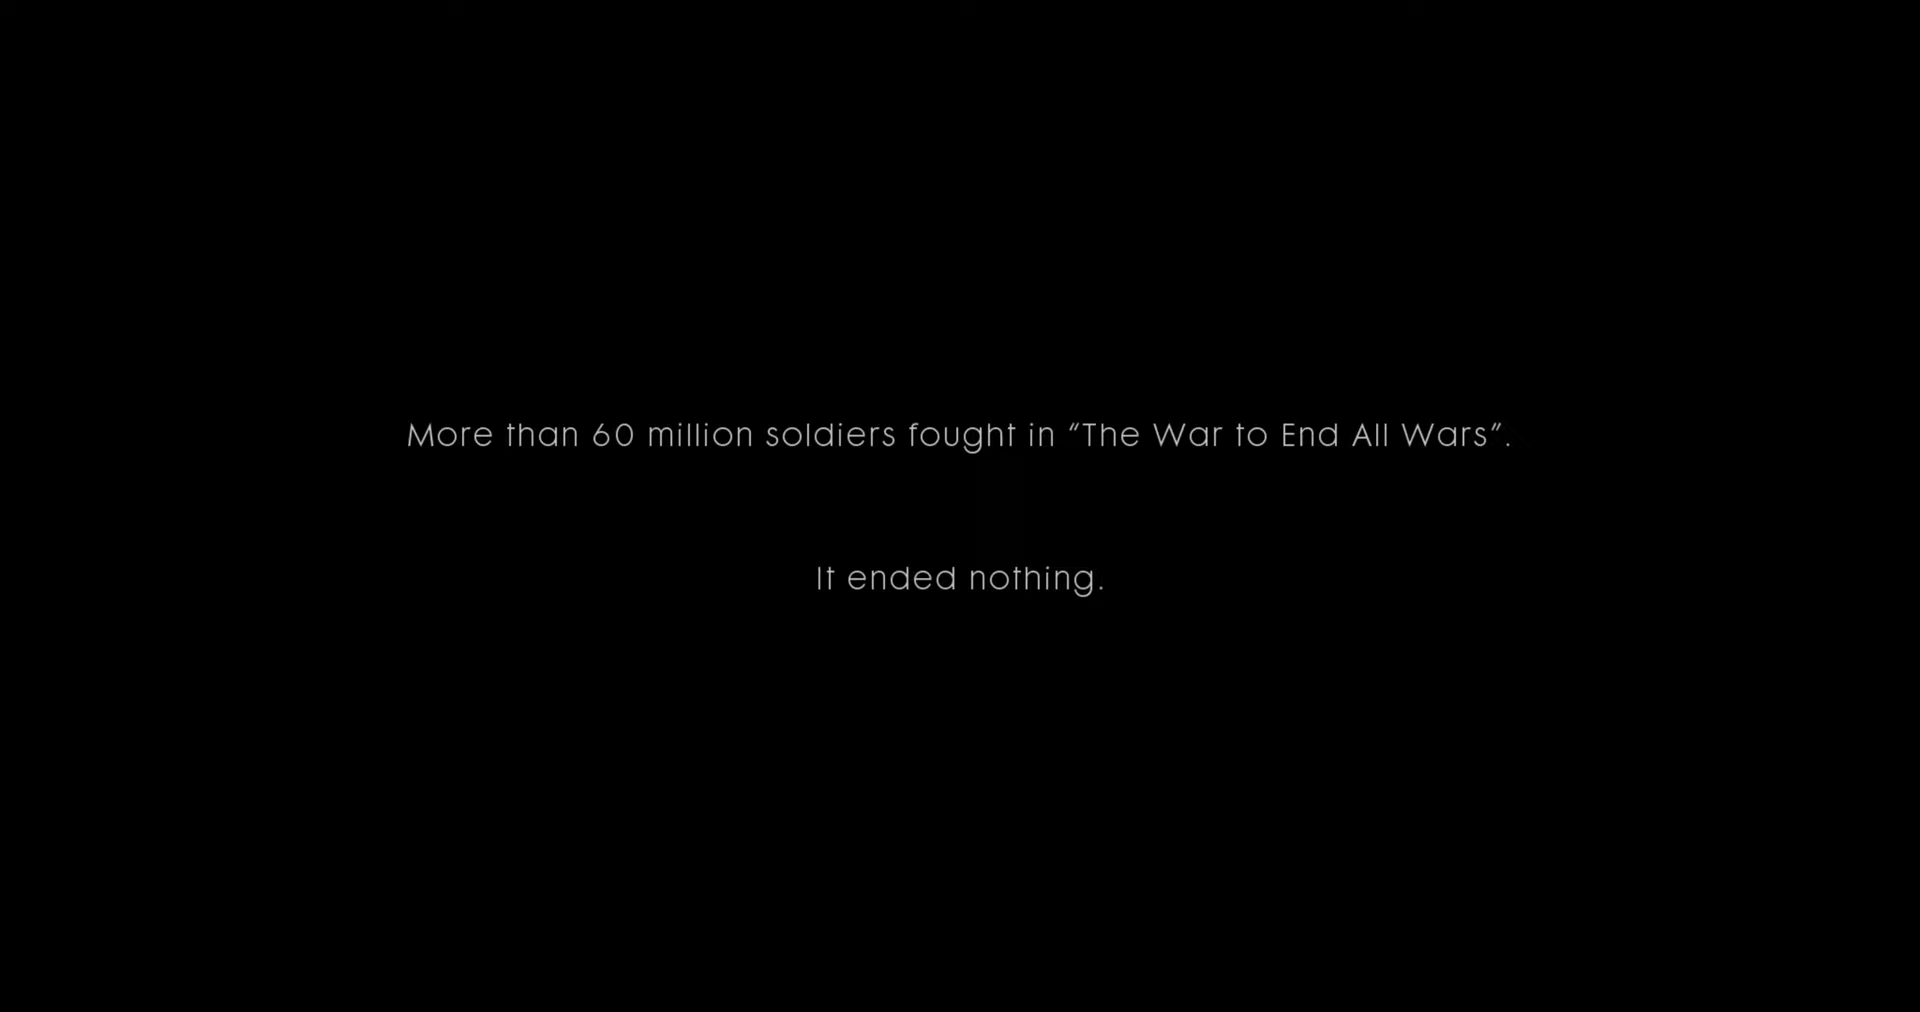 More than 60 million soldiers fought in “The War to End All Wars”.
It ended nothing.